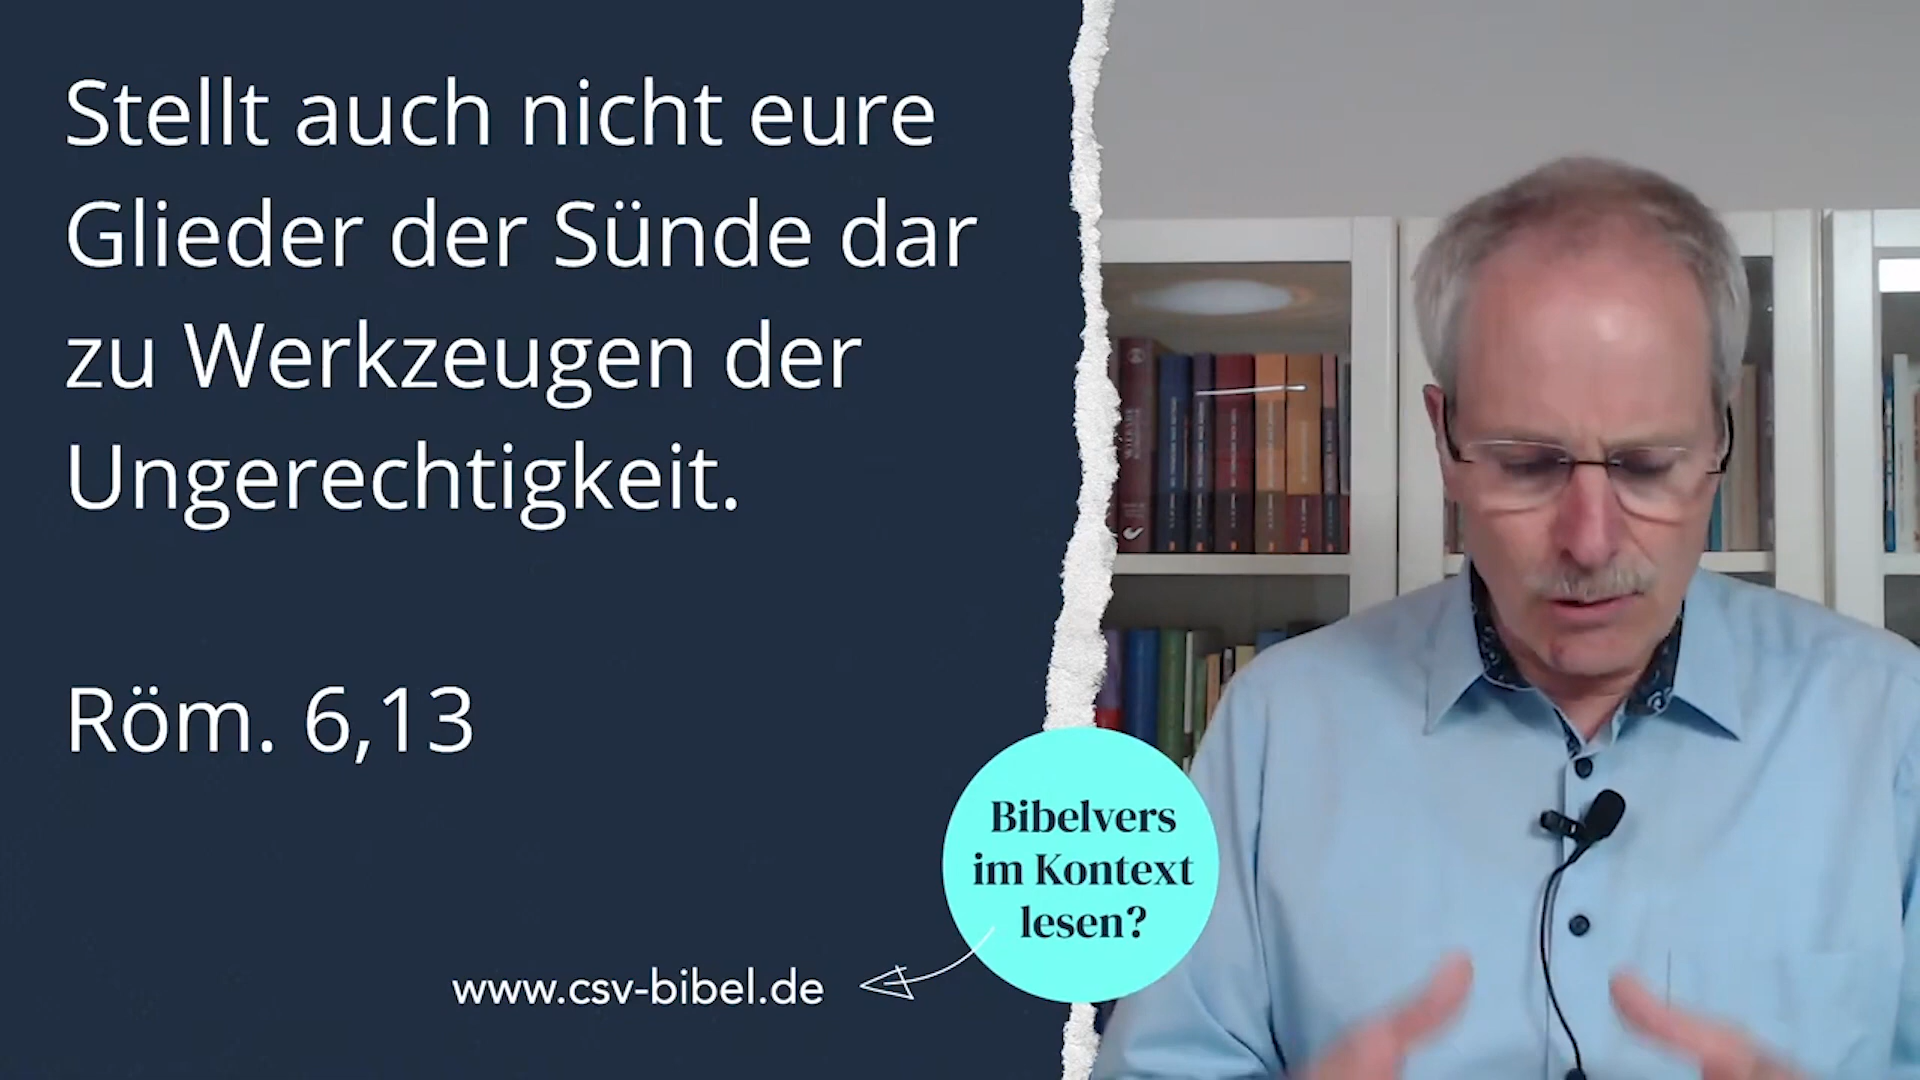 Stellt auch nicht eure
Glieder der Sünde dar
zu Werkzeugen der
Ungerechtigkeit.
Röm. 6,13
Bibelvers
im Kontext
lesen?
www.csv-bibel.de